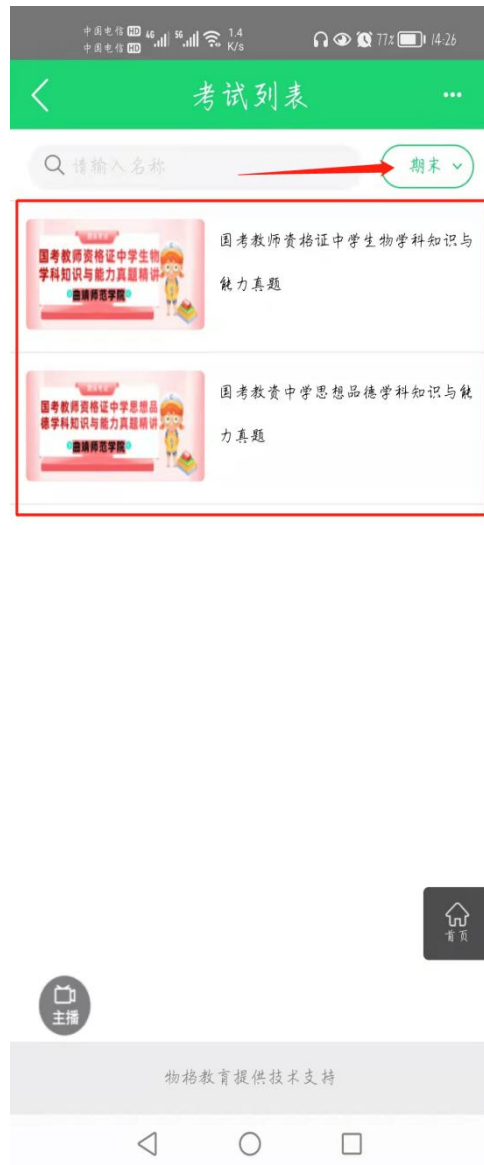 中国电信 HD 4G 5G 1.4 77% 14:26
中国电信 HD K/s
考试列表
请输入名称 期末
国考教师资格证中学生物
学科知识与能力真题精讲
曲靖师范学院
国考教师资格证中学生物学科知识与
能力真题
国考教师资格证中学思想品
德学科知识与能力真题精讲
曲靖师范学院
国考教资中学思想品德学科知识与能
力真题
首页
主播
物格教育提供技术支持